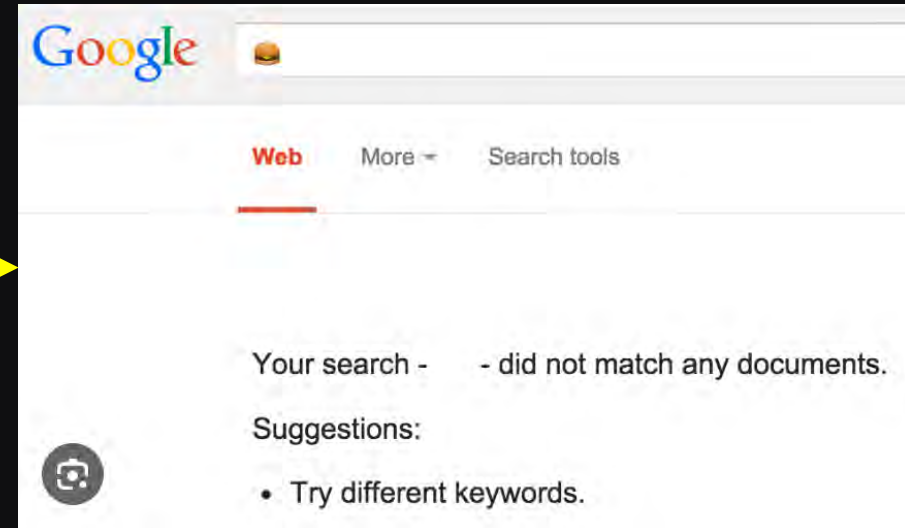 Google 🍔
Web More Search tools
Your search - - did not match any documents.
Suggestions:
• Try different keywords.